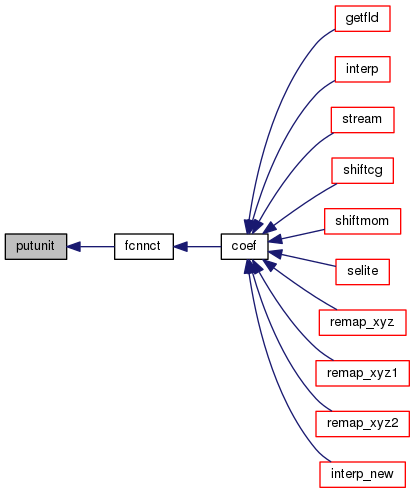 getfld
interp
stream
shiftcg
shiftmom
putunit
fcnnct
coef
selite
remap_xyz
remap_xyz1
remap_xyz2
interp_new